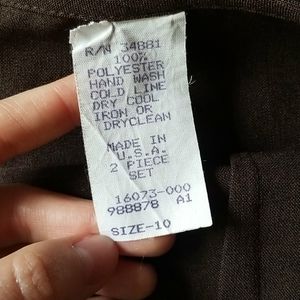 R/N 34881
100%
POLYESTER
HAND WASH
COLD LINE
DRY COOL
IRON OR
DRYCLEAN
MADE IN
U.S.A.
2 PIECE
SET
16073-000
988878 A1
SIZE-10